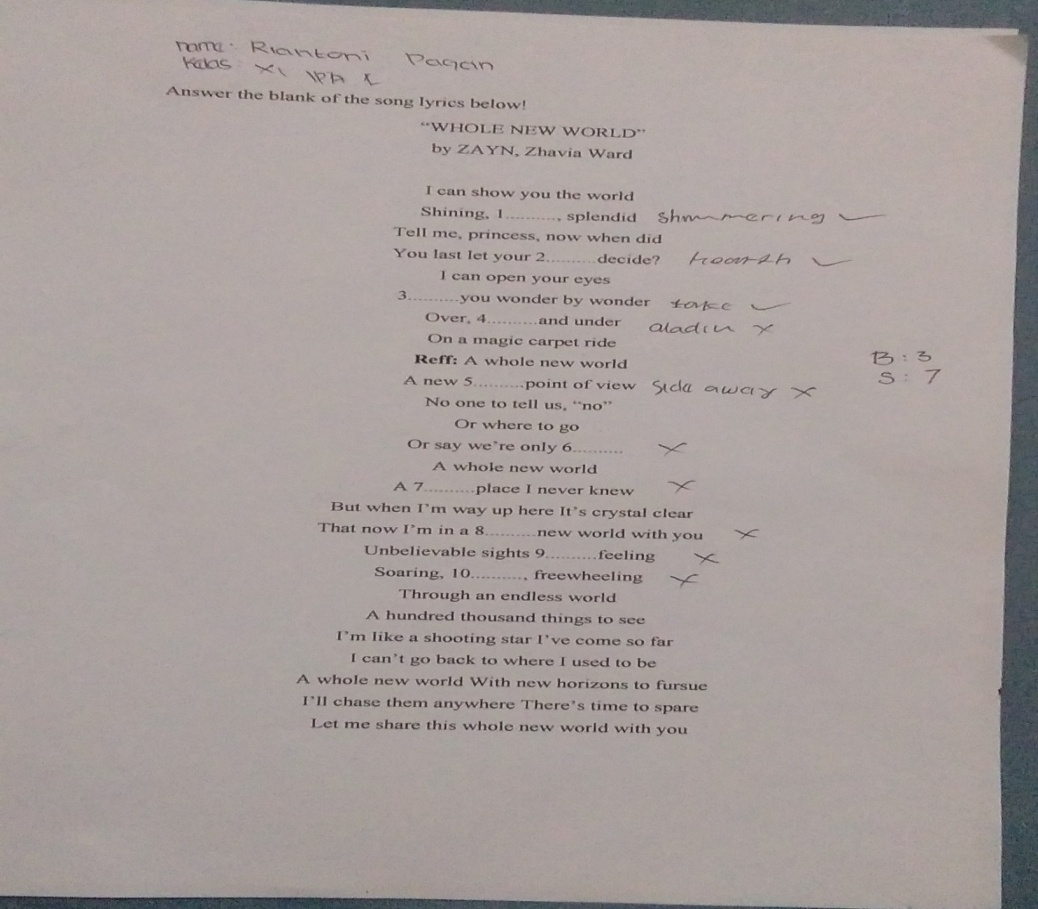 name: Riantoni Pagan
Kelas: XI IPA
Answer the blank of the song lyrics below!
"WHOLE NEW WORLD"
by ZAYN, Zhavia Ward
I can show you the world
Shining, 1.........., splendid shmmering ✓
Tell me, princess, now when did
You last let your 2..........decide? ✓
I can open your eyes
3..........you wonder by wonder take ✓
Over, 4..........and under aladin ×
On a magic carpet ride
Reff: A whole new world
B : 3
A new 5..........point of view Sida away ×
S : 7
No one to tell us, "no"
Or where to go
Or say we're only 6.......... ×
A whole new world
A 7..........place I never knew ×
But when I'm way up here It's crystal clear
That now I'm in a 8..........new world with you ×
Unbelievable sights 9..........feeling ×
Soaring, 10.........., freewheeling ×
Through an endless world
A hundred thousand things to see
I'm like a shooting star I've come so far
I can't go back to where I used to be
A whole new world With new horizons to fursue
I'll chase them anywhere There's time to spare
Let me share this whole new world with you